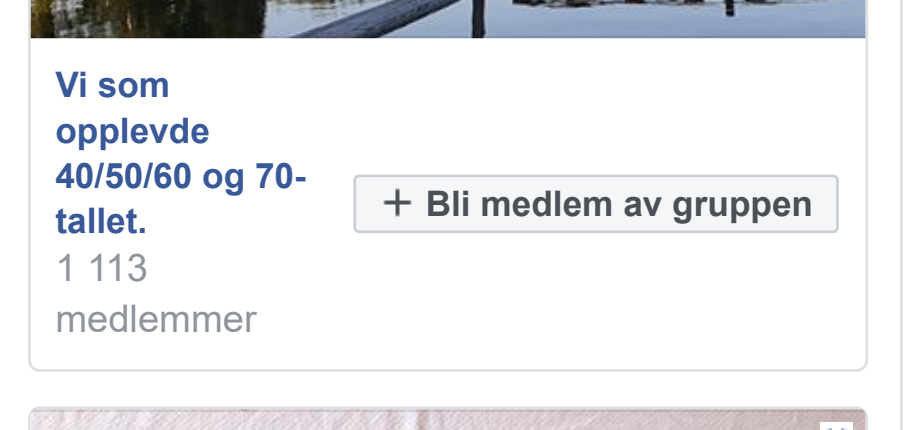 Vi som
opplevde
40/50/60 og 70-
tallet.
+ Bli medlem av gruppen
1 113
medlemmer